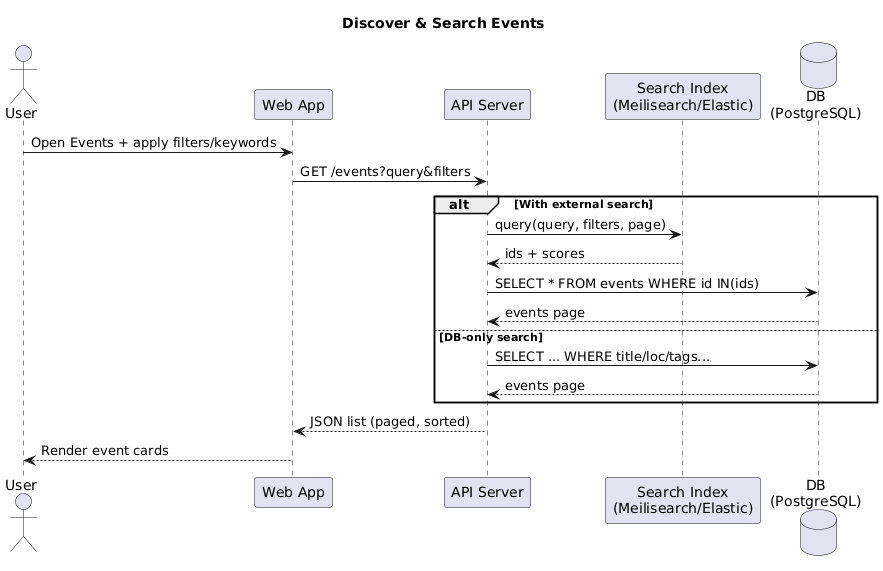 Discover & Search Events
User
Web App
API Server
Search Index
(Meilisearch/Elastic)
DB
(PostgreSQL)
Open Events + apply filters/keywords
GET /events?query&filters
alt
[With external search]
query(query, filters, page)
ids + scores
SELECT * FROM events WHERE id IN(ids)
events page
[DB-only search]
SELECT ... WHERE title/loc/tags...
events page
JSON list (paged, sorted)
Render event cards
User
Web App
API Server
Search Index
(Meilisearch/Elastic)
DB
(PostgreSQL)